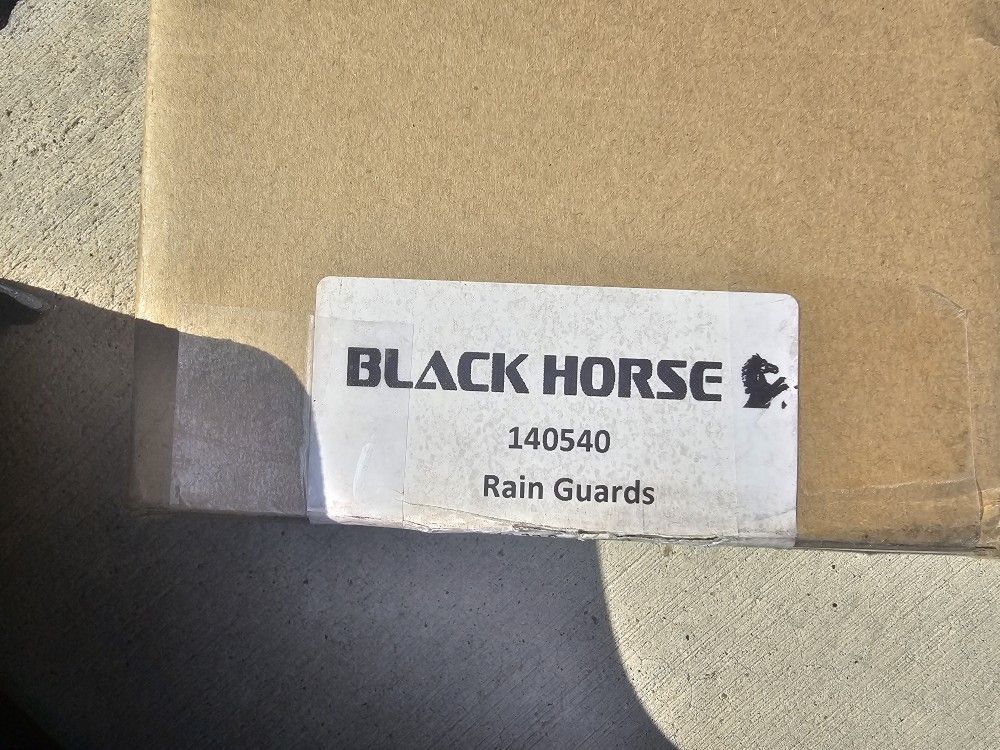 BLACK HORSE
140540
Rain Guards